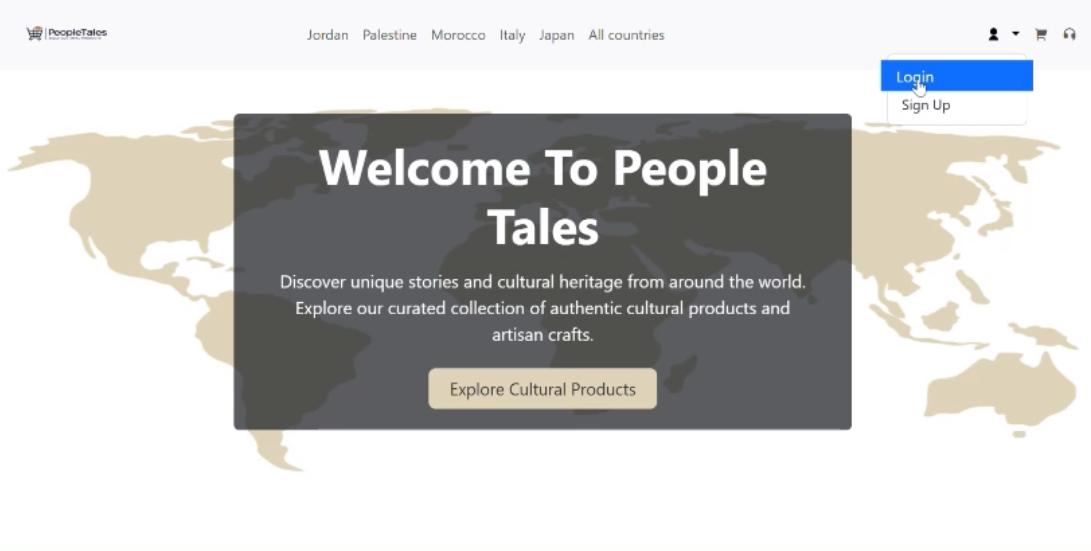 PeopleTales
Jordan Palestine Morocco Italy Japan All countries
Login
Sign Up
Welcome To People
Tales
Discover unique stories and cultural heritage from around the world.
Explore our curated collection of authentic cultural products and
artisan crafts.
Explore Cultural Products